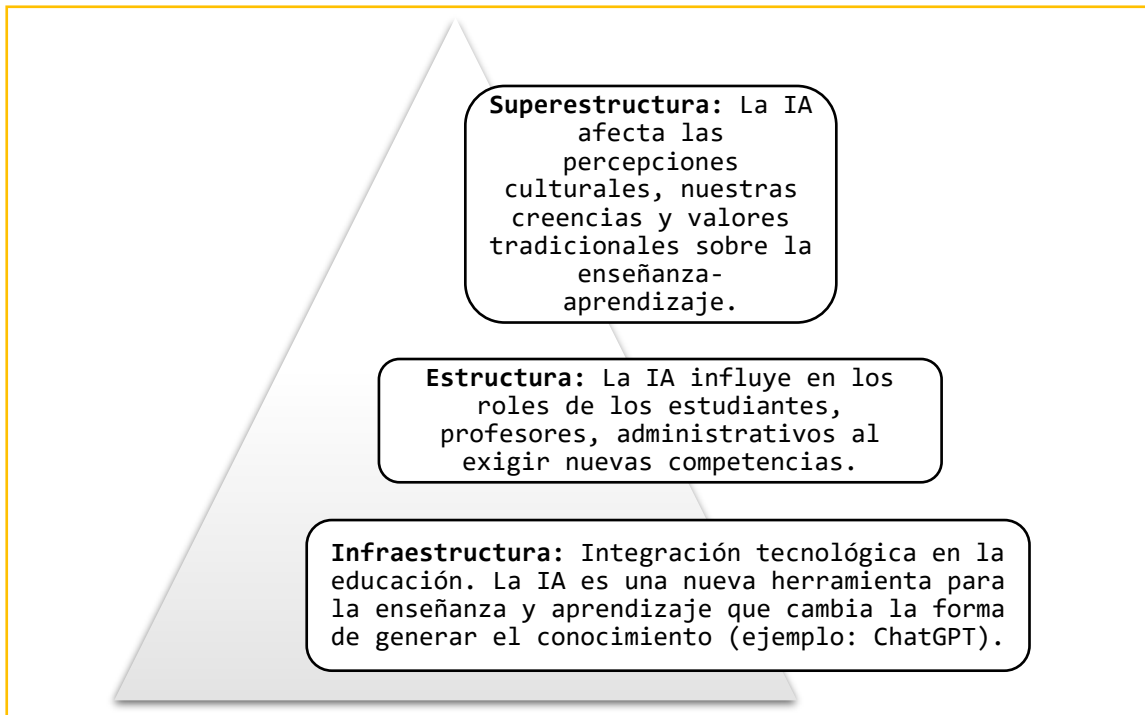 Superestructura: La IA
afecta las
percepciones
culturales, nuestras
creencias y valores
tradicionales sobre la
enseñanza-
aprendizaje.
Estructura: La IA influye en los
roles de los estudiantes,
profesores, administrativos al
exigir nuevas competencias.
Infraestructura: Integración tecnológica en la
educación. La IA es una nueva herramienta para
la enseñanza y aprendizaje que cambia la forma
de generar el conocimiento (ejemplo: ChatGPT).